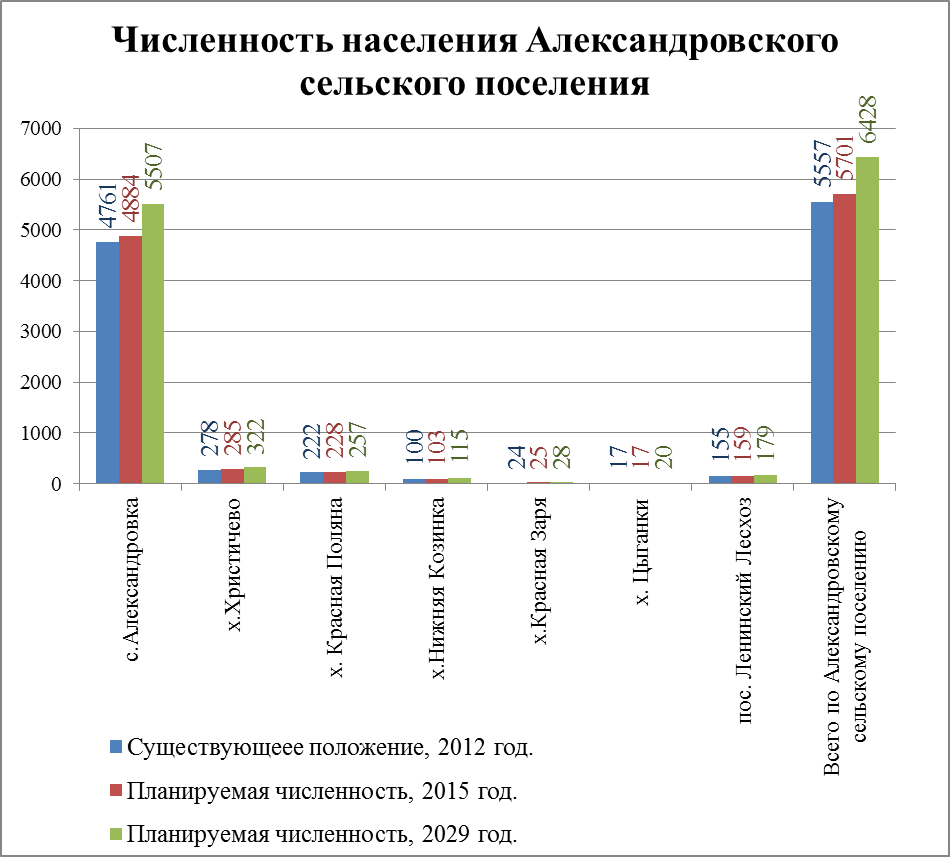 Численность населения Александровского
сельского поселения
7000
6000
5000
4000
3000
2000
1000
0
4761
4884
5507
278
285
322
222
228
257
100
103
115
24
25
28
17
17
20
155
159
179
5557
5701
6428
с.Александровка
х.Христичево
х. Красная Поляна
х.Нижняя Козинка
х.Красная Заря
х. Цыганки
пос. Ленинский Лесхоз
Всего по Александровскому
сельскому поселению
Существующеее положение, 2012 год.
Планируемая численность, 2015 год.
Планируемая численность, 2029 год.